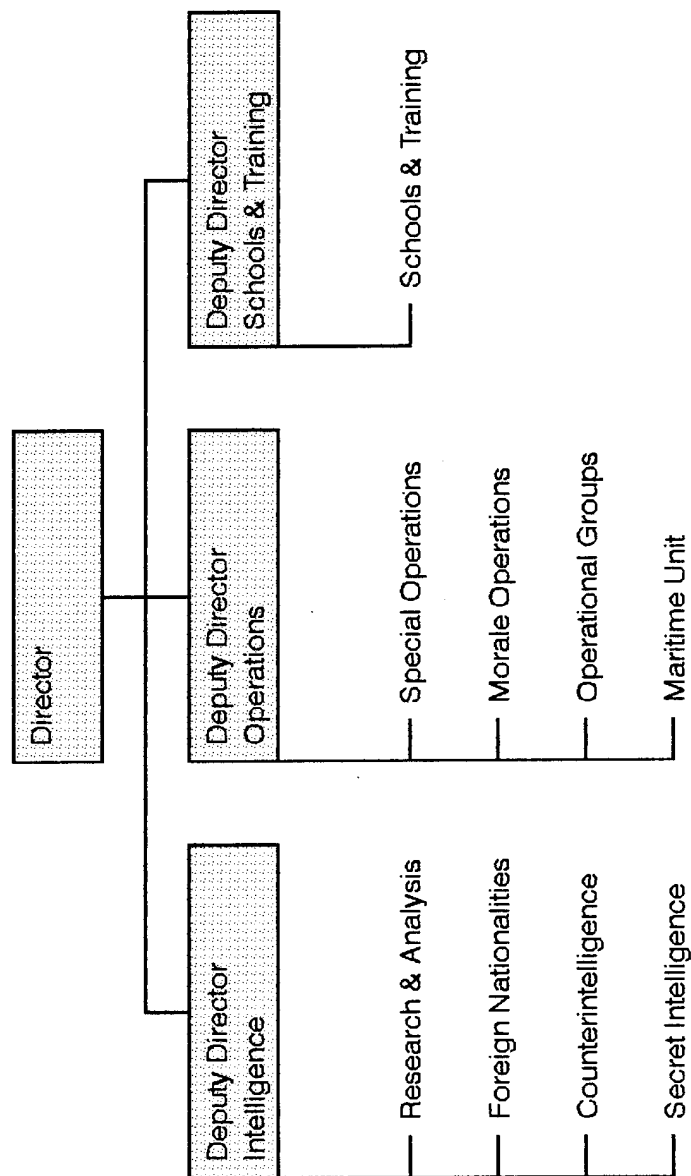 Director
Deputy Director
Intelligence
Research & Analysis
Foreign Nationalities
Counterintelligence
Secret Intelligence
Deputy Director
Operations
Special Operations
Morale Operations
Operational Groups
Maritime Unit
Deputy Director
Schools & Training
Schools & Training